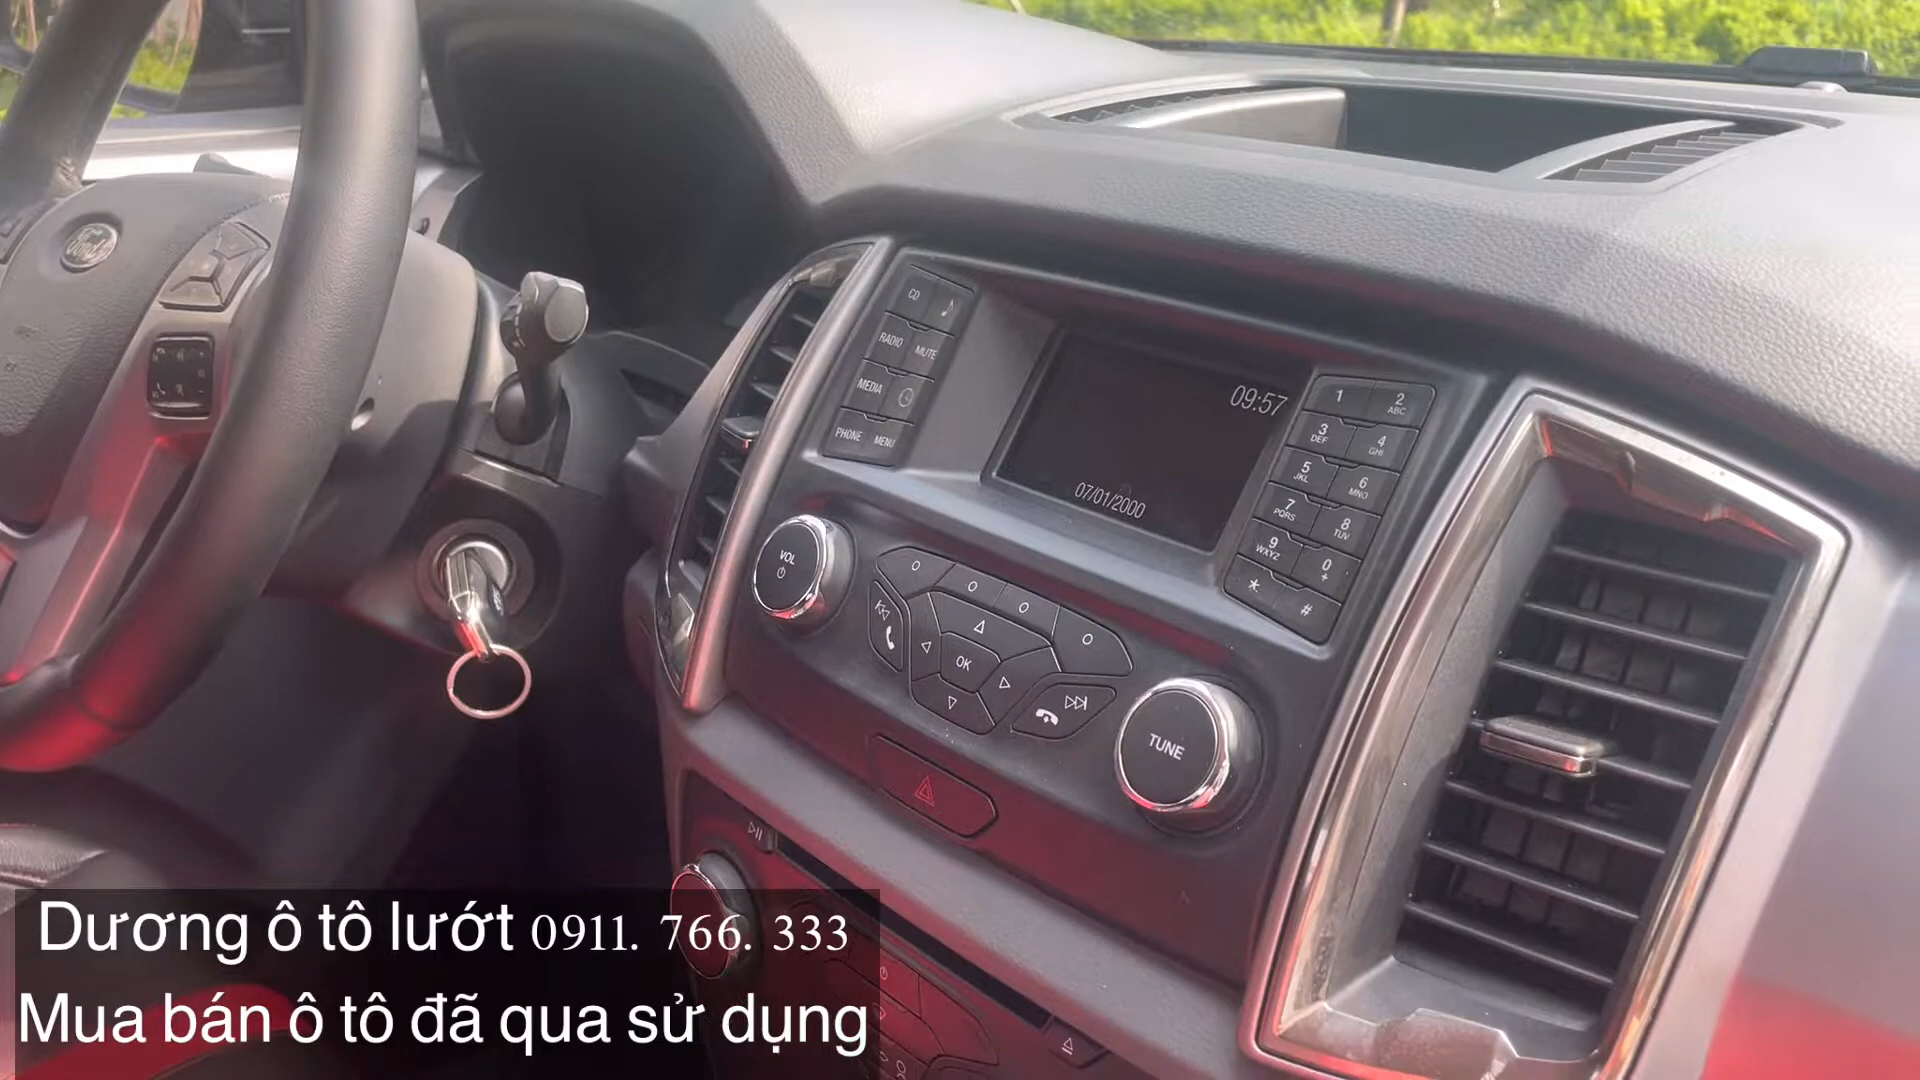 Ford
CD
RADIO MUTE
MEDIA
PHONE MENU
09:57
07/01/2000
1 2 ABC
3 DEF 4 GHI
5 JKL 6 MNO
7 PQRS 8 TUV
9 WXYZ 0 +
* #
VOL
OK
TUNE
Dương ô tô lướt 0911. 766. 333
Mua bán ô tô đã qua sử dụng